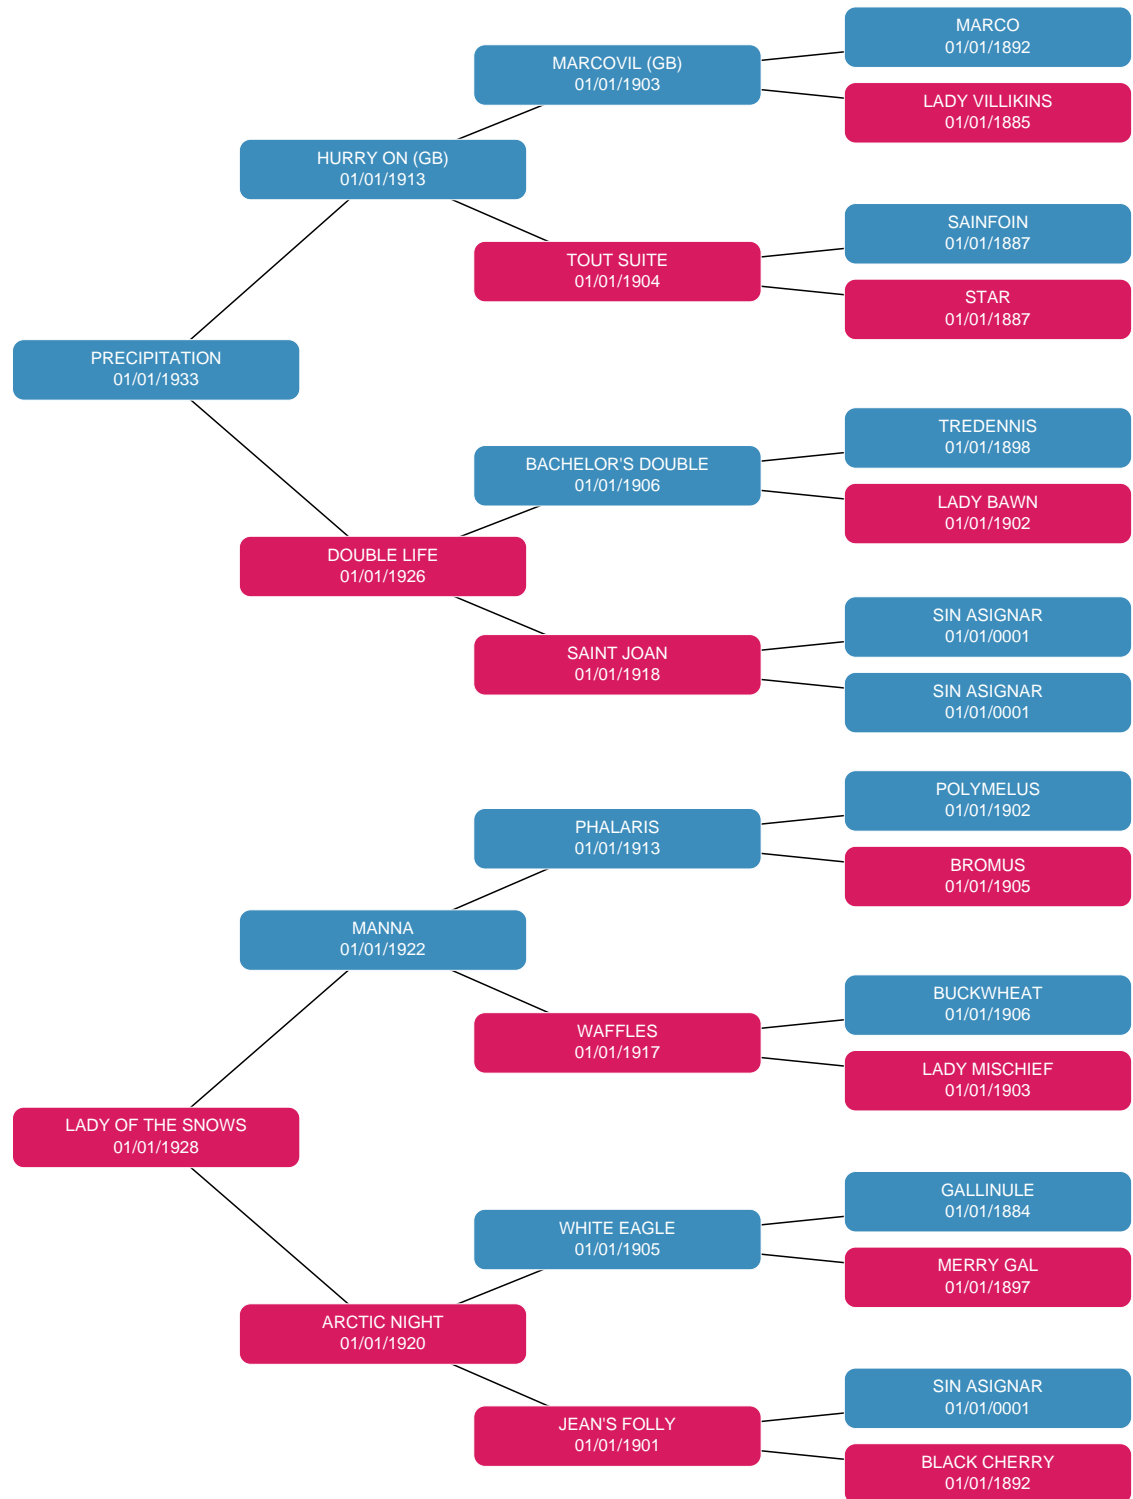 MARCO
01/01/1892
MARCOVIL (GB)
01/01/1903
LADY VILLIKINS
01/01/1885
HURRY ON (GB)
01/01/1913
SAINFOIN
01/01/1887
TOUT SUITE
01/01/1904
STAR
01/01/1887
PRECIPITATION
01/01/1933
TREDENNIS
01/01/1898
BACHELOR'S DOUBLE
01/01/1906
LADY BAWN
01/01/1902
DOUBLE LIFE
01/01/1926
SIN ASIGNAR
01/01/0001
SAINT JOAN
01/01/1918
SIN ASIGNAR
01/01/0001
POLYMELUS
01/01/1902
PHALARIS
01/01/1913
BROMUS
01/01/1905
MANNA
01/01/1922
BUCKWHEAT
01/01/1906
WAFFLES
01/01/1917
LADY MISCHIEF
01/01/1903
LADY OF THE SNOWS
01/01/1928
GALLINULE
01/01/1884
WHITE EAGLE
01/01/1905
MERRY GAL
01/01/1897
ARCTIC NIGHT
01/01/1920
SIN ASIGNAR
01/01/0001
JEAN'S FOLLY
01/01/1901
BLACK CHERRY
01/01/1892